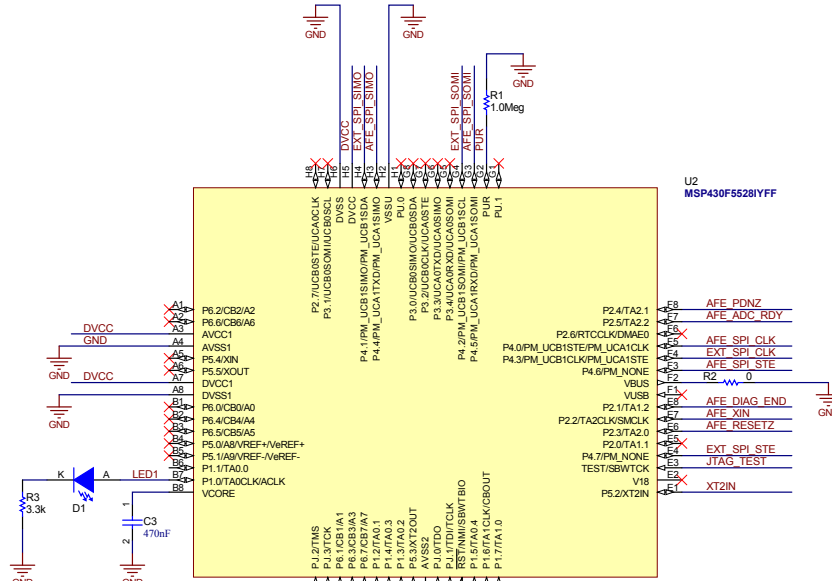 GND
GND
GND
DVCC
EXT_SPI_SIMO
AFE_SPI_SIMO
EXT_SPI_SOMI
AFE_SPI_SOMI
PUR
R1
1.0Meg
H8
H7
H6
H5
H4
H3
H2
H1
G8
G7
G6
G5
G4
G3
G2
G1
U2
MSP430F5528IYFF
P2.7/UCB0STE/UCA0CLK
P3.1/UCB0SOMI/UCB0SCL
DVSS
DVCC
P4.1/PM_UCB1SIMO/PM_UCB1SDA
P4.4/PM_UCA1TXD/PM_UCA1SIMO
VSSU
PU.0
P3.0/UCB0SIMO/UCB0SDA
P3.2/UCB0CLK/UCA0STE
P3.3/UCA0TXD/UCA0SIMO
P3.4/UCA0RXD/UCA0SOMI
P4.2/PM_UCB1SOMI/PM_UCB1SCL
P4.5/PM_UCA1RXD/PM_UCA1SOMI
PUR
PU.1
A1 P6.2/CB2/A2
A2 P6.6/CB6/A6
DVCC A3 AVCC1
GND A4 AVSS1
A5 P5.4/XIN
GND
A6 P5.5/XOUT
DVCC A7 DVCC1
A8 DVSS1
B1 P6.0/CB0/A0
GND
B2 P6.4/CB4/A4
B3 P6.5/CB5/A5
B4 P5.0/A8/VREF+/VeREF+
B5 P5.1/A9/VREF-/VeREF-
B6 P1.1/TA0.0
K A LED1 B7 P1.0/TA0CLK/ACLK
B8 VCORE
D1
R3
3.3k
1
C3
470nF
2
GND
GND
P2.4/TA2.1 F8 AFE_PDNZ
P2.5/TA2.2 F7 AFE_ADC_RDY
P2.6/RTCCLK/DMAE0 F6
P4.0/PM_UCB1STE/PM_UCA1CLK F5 AFE_SPI_CLK
P4.3/PM_UCB1CLK/PM_UCA1STE F4 EXT_SPI_CLK
P4.6/PM_NONE F3 AFE_SPI_STE
VBUS F2 R2 0
VUSB F1
P2.1/TA1.2 E8 AFE_DIAG_END
GND
P2.2/TA2CLK/SMCLK E7 AFE_XIN
P2.3/TA2.0 E6 AFE_RESETZ
P2.0/TA1.1 E5
P4.7/PM_NONE E4 EXT_SPI_STE
TEST/SBWTCK E3 JTAG_TEST
V18 E2
P5.2/XT2IN E1 XT2IN
PJ.2/TMS
PJ.3/TCK
P6.1/CB1/A1
P6.3/CB3/A3
P6.7/CB7/A7
P1.2/TA0.1
P1.4/TA0.3
P1.3/TA0.2
P5.3/XT2OUT
AVSS2
PJ.0/TDO
PJ.1/TDI/TCLK
RST/NMI/SBWTBIO
P1.5/TA0.4
P1.6/TA1CLK/CBOUT
P1.7/TA1.0